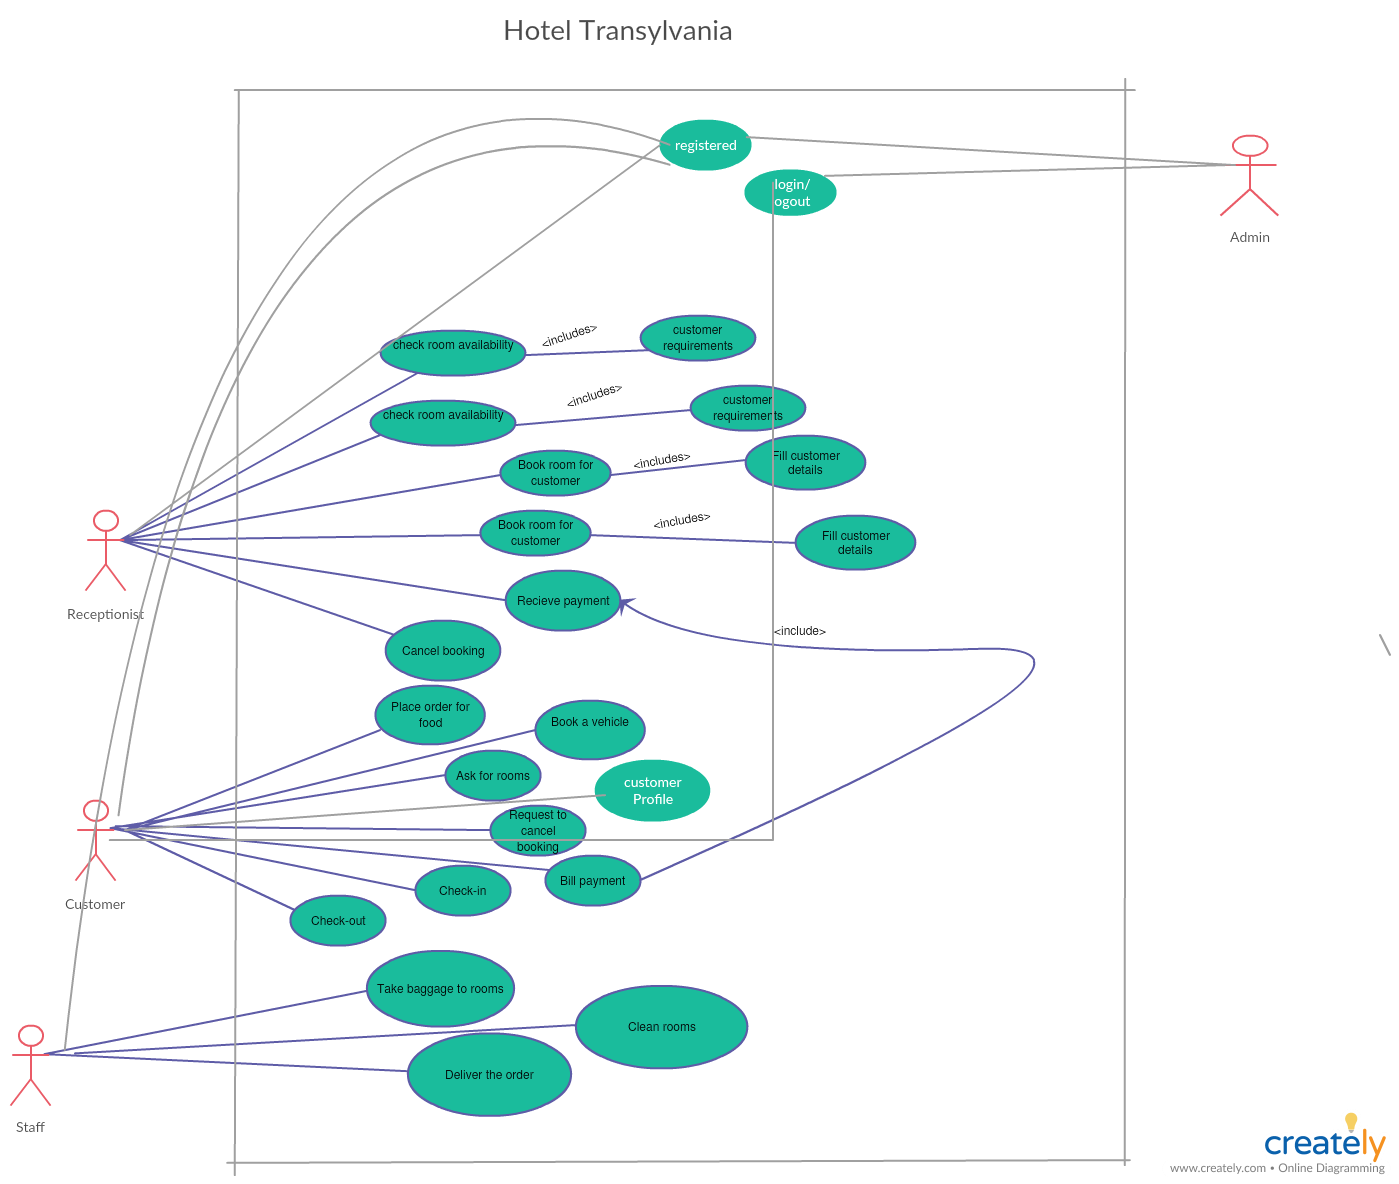 Hotel Transylvania
registered
login/
ogout
Admin
check room availability
<includes>
customer
requirements
check room availability
<includes>
customer
requirements
Book room for
customer
<includes>
Fill customer
details
Book room for
customer
<includes>
Fill customer
details
Receptionist
Recieve payment
<include>
Cancel booking
Place order for
food
Book a vehicle
Ask for rooms
customer
Profile
Request to
cancel
booking
Bill payment
Check-in
Customer
Check-out
Take baggage to rooms
Clean rooms
Deliver the order
Staff
creately
www.creately.com • Online Diagramming